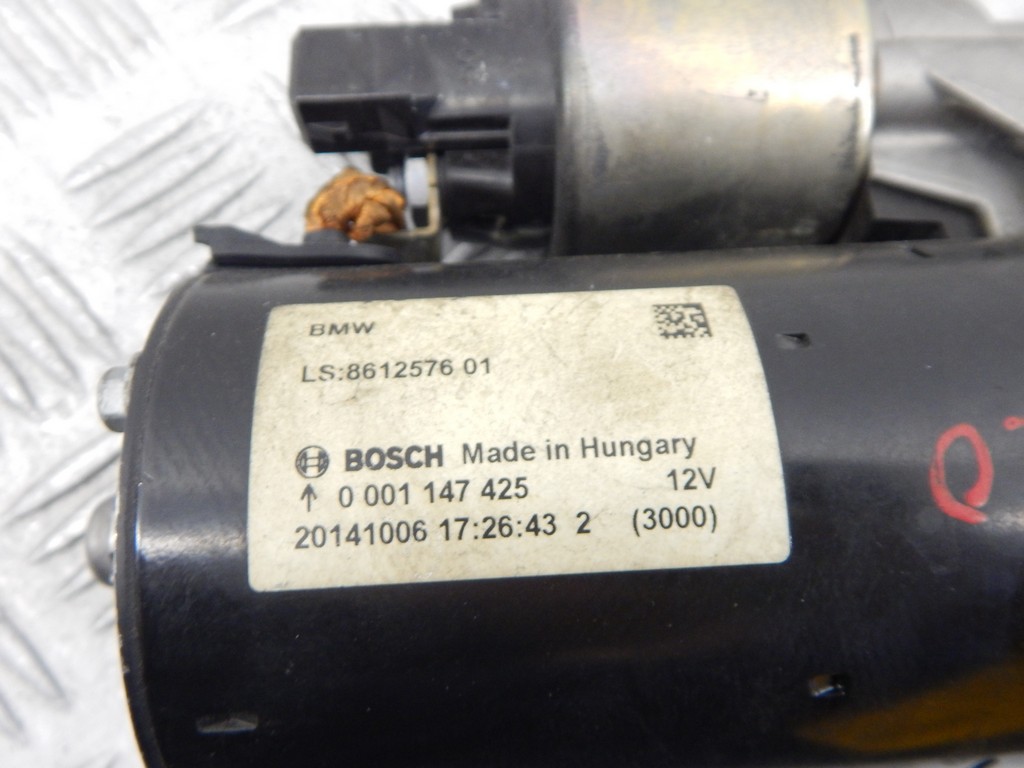 BMW
LS:8612576 01
BOSCH Made in Hungary
↑ 0 001 147 425 12V
20141006 17:26:43 2 (3000)